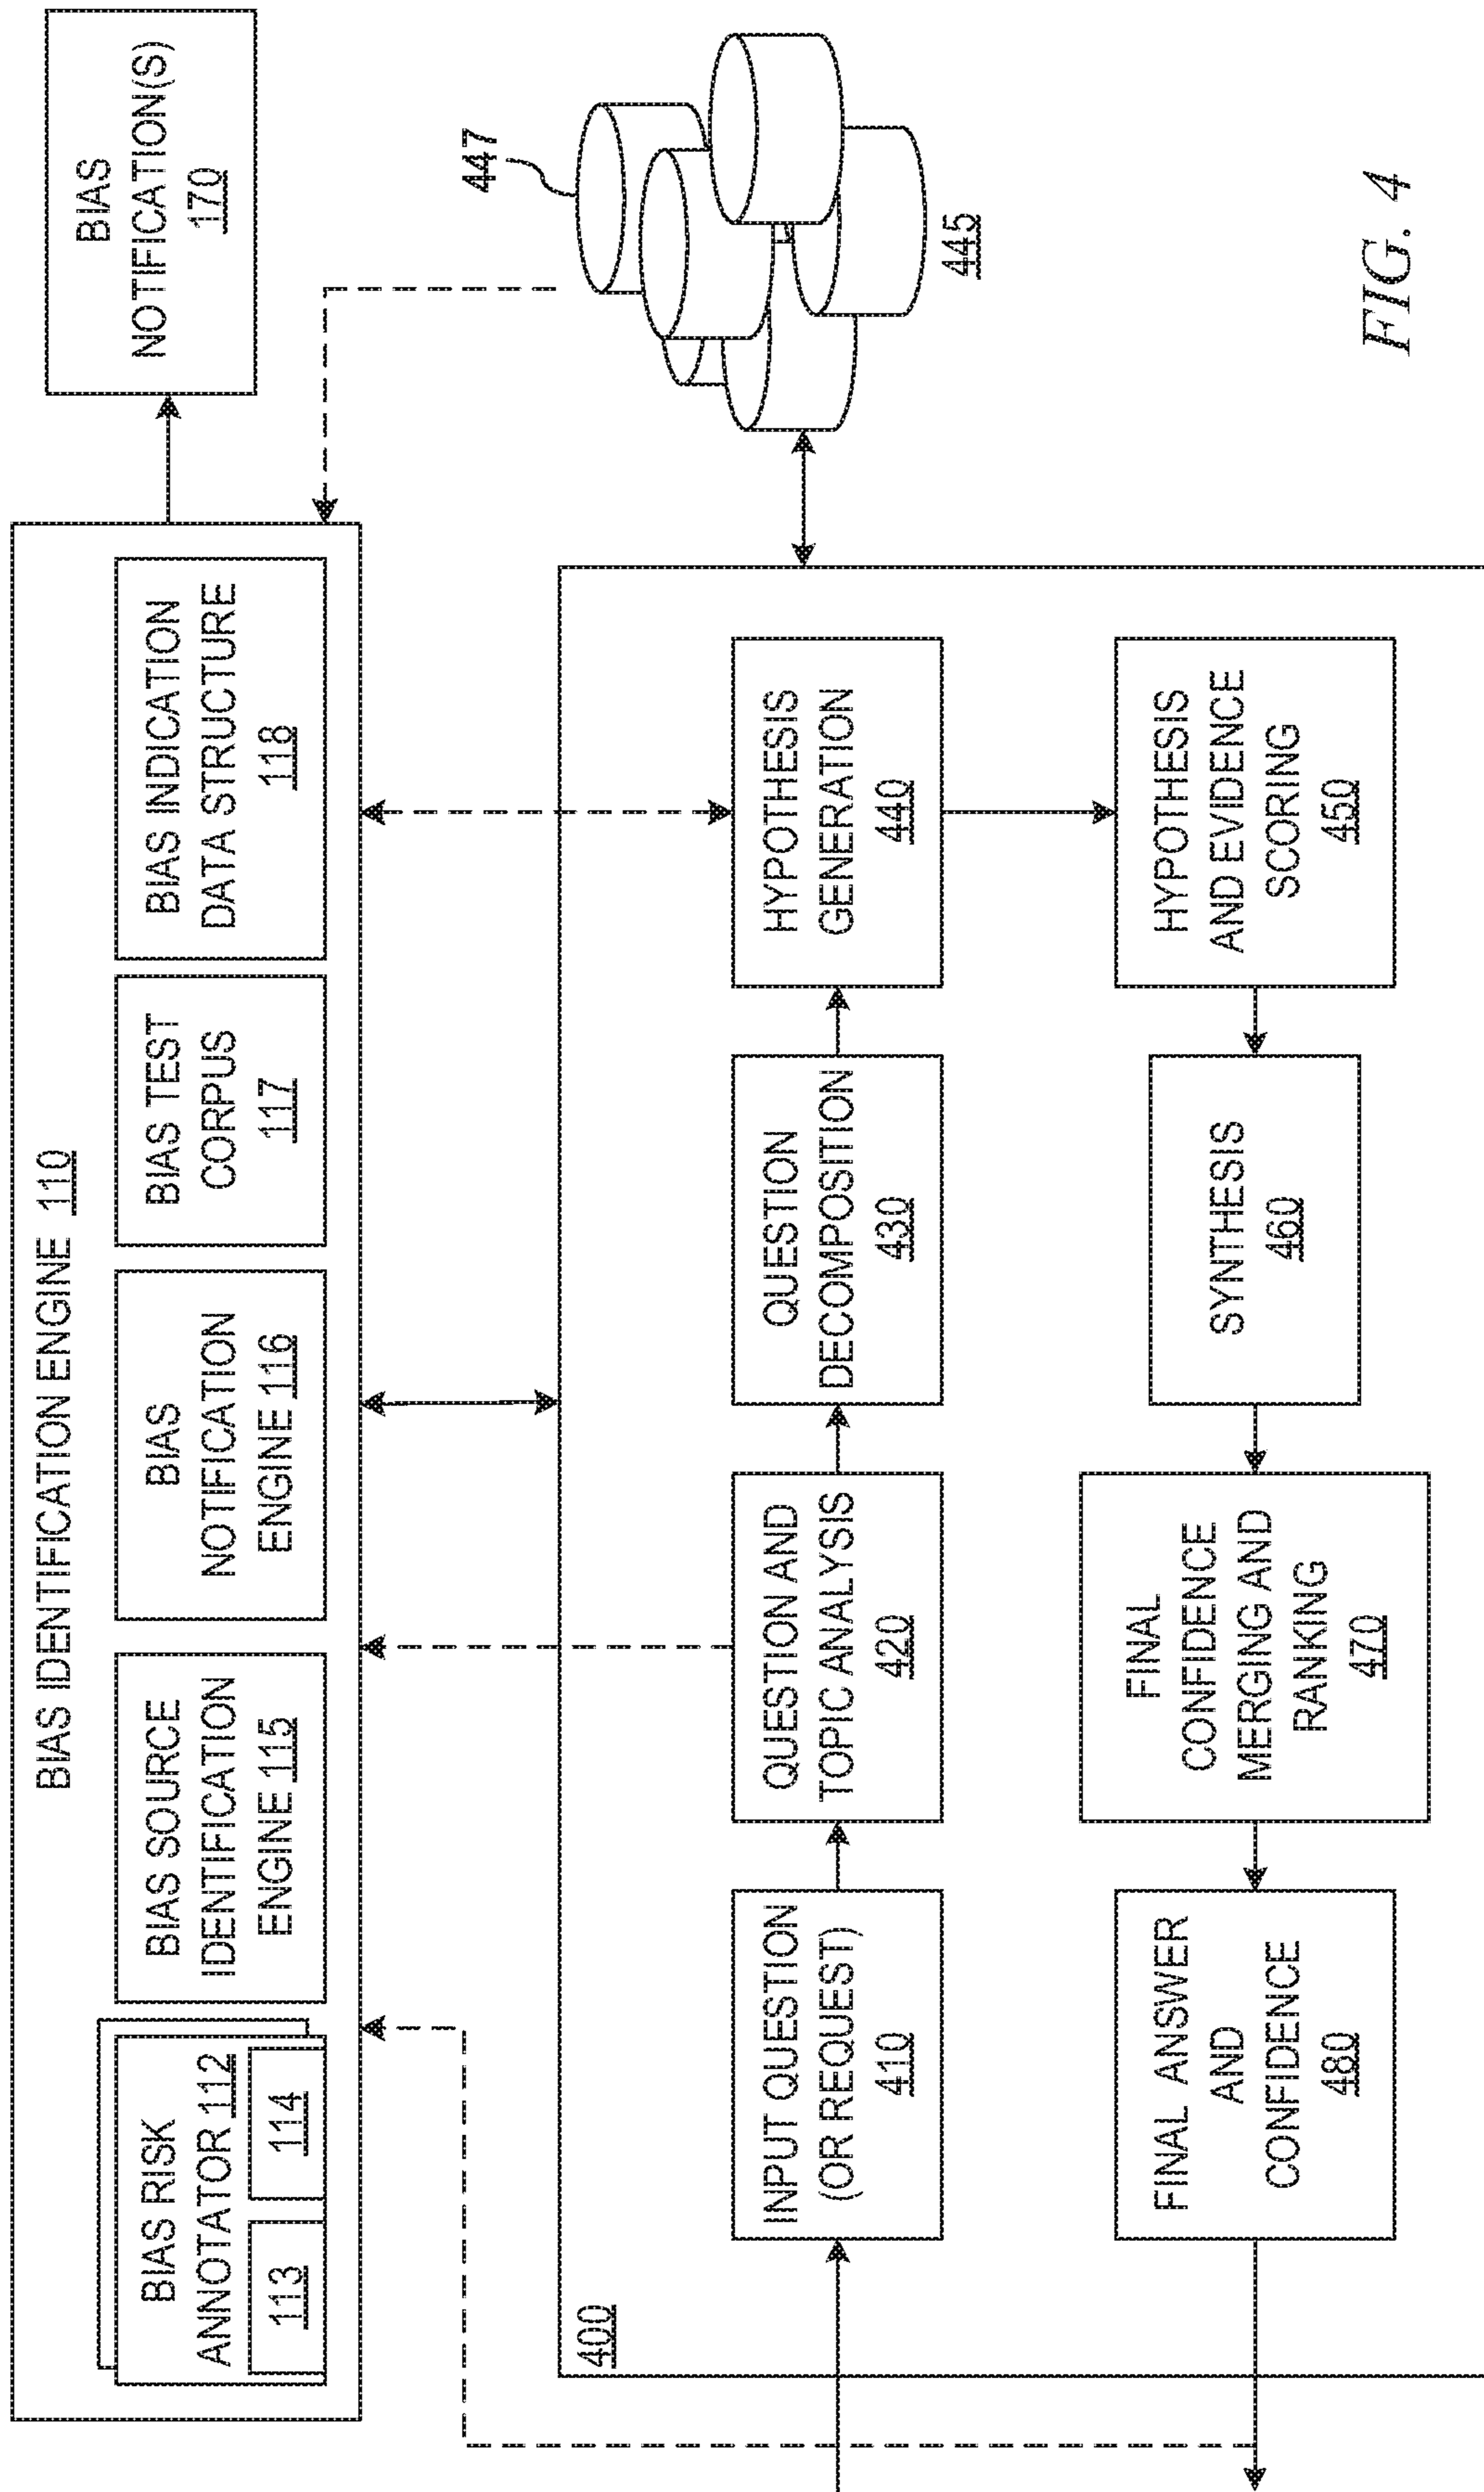 BIAS IDENTIFICATION ENGINE 110
BIAS RISK
ANNOTATOR 112
113
114
BIAS SOURCE
IDENTIFICATION
ENGINE 115
BIAS
NOTIFICATION
ENGINE 116
BIAS TEST
CORPUS
117
BIAS INDICATION
DATA STRUCTURE
118
BIAS
NOTIFICATION(S)
170
447
445
400
INPUT QUESTION
(OR REQUEST)
410
QUESTION AND
TOPIC ANALYSIS
420
QUESTION
DECOMPOSITION
430
HYPOTHESIS
GENERATION
440
FINAL ANSWER
AND
CONFIDENCE
480
FINAL
CONFIDENCE
MERGING AND
RANKING
470
SYNTHESIS
460
HYPOTHESIS
AND EVIDENCE
SCORING
450
FIG. 4